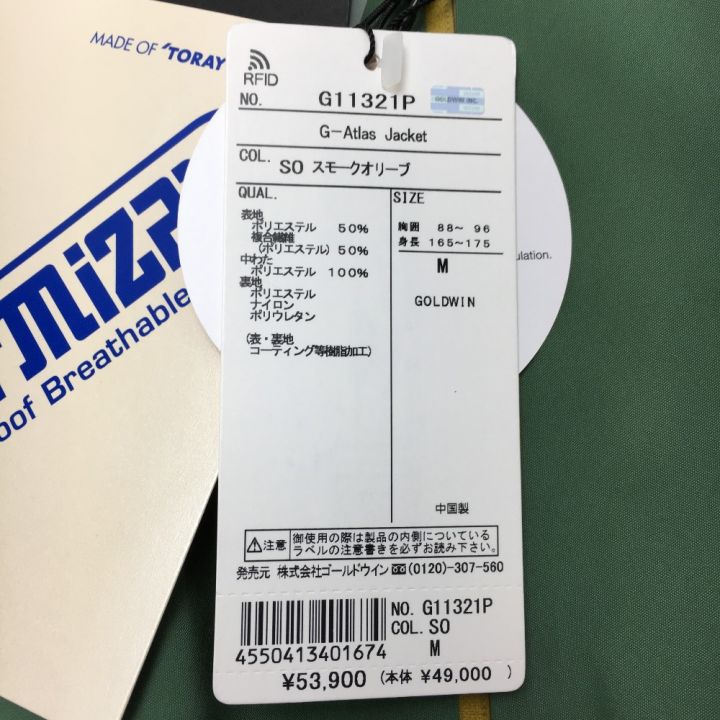 MADE OF 'TORAY
mizz
oof Breathable
ulation.
RFID
NO. G11321P
GOLDWIN INC.
G-Atlas Jacket
COL. SO スモークオリーブ
QUAL.
表地
ポリエステル 50%
複合繊維
(ポリエステル) 50%
中わた
ポリエステル 100%
裏地
ポリエステル
ナイロン
ポリウレタン
(表・裏地
コーティング等樹脂加工)
SIZE
胸囲 88~ 96
身長 165~175
M
GOLDWIN
中国製
注意 御使用の際は製品の内側についている
ラベルの注意書きを必ずお読み下さい。
発売元 株式会社ゴールドウイン (0120)-307-560
4550413401674
NO. G11321P
COL. SO
M
¥53,900 (本体 ¥49,000 )